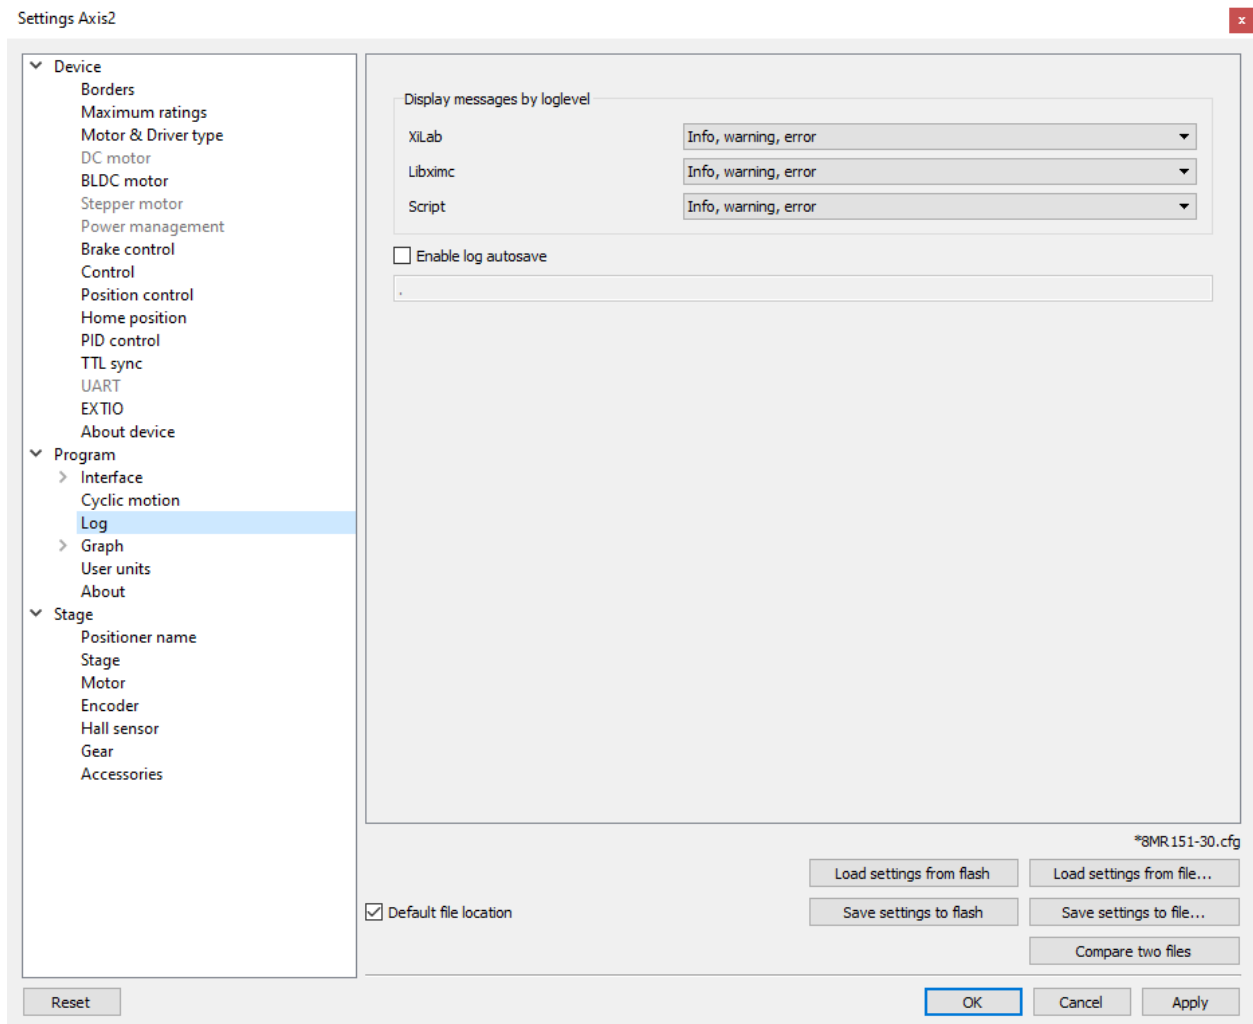 Settings Axis2
x
Device
Borders
Maximum ratings
Motor & Driver type
DC motor
BLDC motor
Stepper motor
Power management
Brake control
Control
Position control
Home position
PID control
TTL sync
UART
EXTIO
About device
Program
Interface
Cyclic motion
Log
Graph
User units
About
Stage
Positioner name
Stage
Motor
Encoder
Hall sensor
Gear
Accessories
Display messages by loglevel
XiLab Info, warning, error
Libximc Info, warning, error
Script Info, warning, error
Enable log autosave
.
*8MR151-30.cfg
Load settings from flash Load settings from file...
Default file location Save settings to flash Save settings to file...
Compare two files
Reset OK Cancel Apply